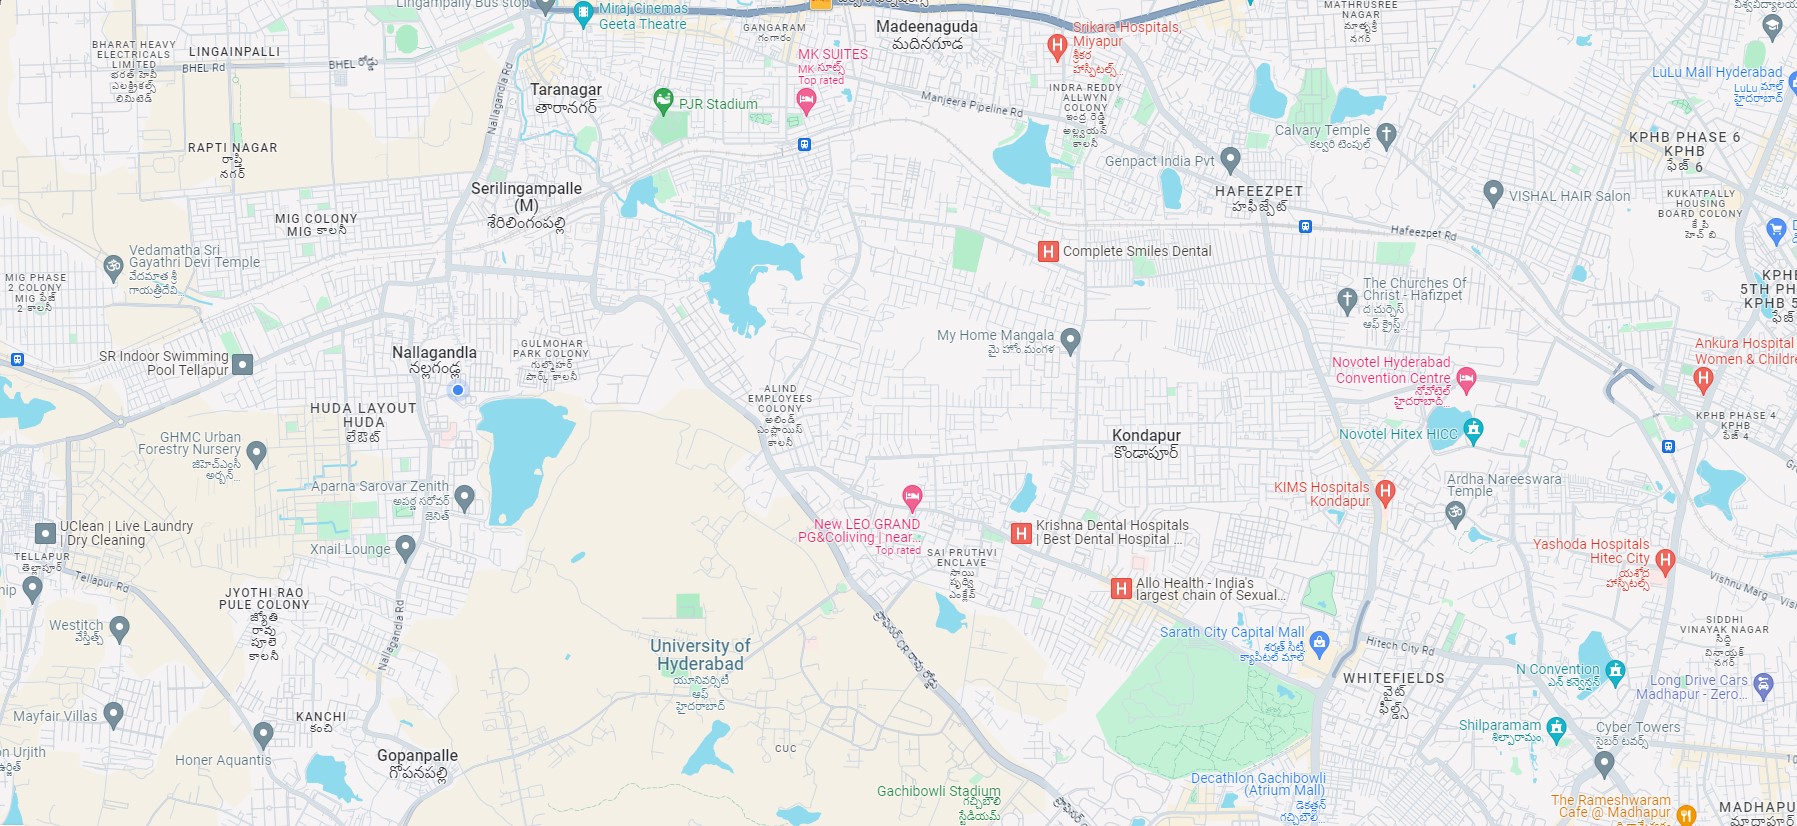 Lingampally Bus stop
Miraj Cinemas
Geeta Theatre
GANGARAM
గంగారం
Madeenaguda
మదినగూడ
Srikara Hospitals,
Miyapur
శ్రీకర
హాస్పిటల్స్...
MATHRUSREE
NAGAR
మాతృశ్రీ
నగర్
BHARAT HEAVY
ELECTRICALS
LIMITED
భరత్ హెవీ
ఎలక్ట్రికల్స్
లిమిటెడ్
LINGAINPALLI
BHEL Rd
BHEL రోడ్డు
Nallagandla Rd
Taranagar
తారానగర్
PJR Stadium
MK SUITES
MK సూట్స్
Top rated
Manjeera Pipeline Rd
INDRA REDDY
ALLWYN
COLONY
ఇంద్ర రెడ్డి
అల్ల్వయన్
కాలనీ
LuLu Mall Hyderabad
LuLu మాల్
హైదరాబాద్
Calvary Temple
కల్వరి టెంపుల్
KPHB PHASE 6
KPHB
ఫేజ్ 6
RAPTI NAGAR
రాప్తి
నగర్
Genpact India Pvt
HAFEEZPET
హఫీజ్పేట్
VISHAL HAIR Salon
KUKATPALLY
HOUSING
BOARD COLONY
కే పి
హెచ్ బి
Serilingampalle
(M)
శేరిలింగంపల్లి
MIG COLONY
MIG కాలనీ
Hafeezpet Rd
Vedamatha Sri
Gayathri Devi Temple
వేదమాత శ్రీ
గాయత్రీదేవి...
MIG PHASE
2 COLONY
MIG ఫేజ్
2 కాలనీ
Complete Smiles Dental
The Churches Of
Christ - Hafizpet
ద చర్చెస్
ఆఫ్ క్రైస్ట్...
KPHB
5TH PH
KPHB 5
ఫేజ్
My Home Mangala
మై హోం మంగళ
SR Indoor Swimming
Pool Tellapur
Nallagandla
నల్లగండ్ల
GULMOHAR
PARK COLONY
గుల్మొహర్
పార్క్ కాలనీ
Ankura Hospital
Women & Childre
Novotel Hyderabad
Convention Centre
నోవోటెల్
హైదరాబాద్...
ALIND
EMPLOYEES
COLONY
అలిండ్
ఎంప్లాయిస్
కాలనీ
HUDA LAYOUT
HUDA
లేఔట్
KPHB PHASE 4
KPHB
ఫేజ్ 4
Novotel Hitex HICC
Kondapur
కొండాపూర్
GHMC Urban
Forestry Nursery
జిహెచ్ఎంసి
అర్బన్...
Aparna Sarovar Zenith
అపర్ణ సరోవర్
జెనిత్
KIMS Hospitals
Kondapur
Ardha Nareeswara
Temple
UClean | Live Laundry
| Dry Cleaning
New LEO GRAND
PG&Coliving | near...
Top rated
Krishna Dental Hospitals
| Best Dental Hospital ...
Xnail Lounge
SAI PRUTHVI
ENCLAVE
సాయి
పృథ్వి
ఎంక్లేవ్
Yashoda Hospitals
Hitec City
యశోద
హాస్పిటల్స్
TELLAPUR
తెల్లాపూర్
Tellapur Rd
Allo Health - India's
largest chain of Sexual...
Vishnu Marg
JYOTHI RAO
PULE COLONY
జ్యోతి
రావు
పూలె
కాలనీ
Westitch
వేస్తిత్చ్
Nallagandla Rd
University of
Hyderabad
యూనివర్సిటీ
ఆఫ్
హైదరాబాద్
ప్రొఫెసర్ CR రావు రోడ్డు
Sarath City Capital Mall
శరత్ సిటీ
క్యాపిటల్ మాల్
Hitech City Rd
SIDDHI
VINAYAK NAGAR
సిద్ధి
వినాయక్
నగర్
WHITEFIELDS
వైట్
ఫీల్డ్స్
N Convention
ఎన్ కన్వెన్షన్
Long Drive Cars
Madhapur - Zero...
Mayfair Villas
KANCHI
కంచి
Shilparamam
శిల్పారామం
Cyber Towers
సైబర్ టవర్స్
Honer Aquantis
Gopanpalle
గోపనపల్లి
CUC
Gachibowli Stadium
గచ్చిబౌలి
స్టేడియమ్
Decathlon Gachibowli
(Atrium Mall)
డెకథ్లన్
గచ్చిబౌలి
The Rameshwaram
Cafe @ Madhapur
MADHAPUR
మాదాపూర్